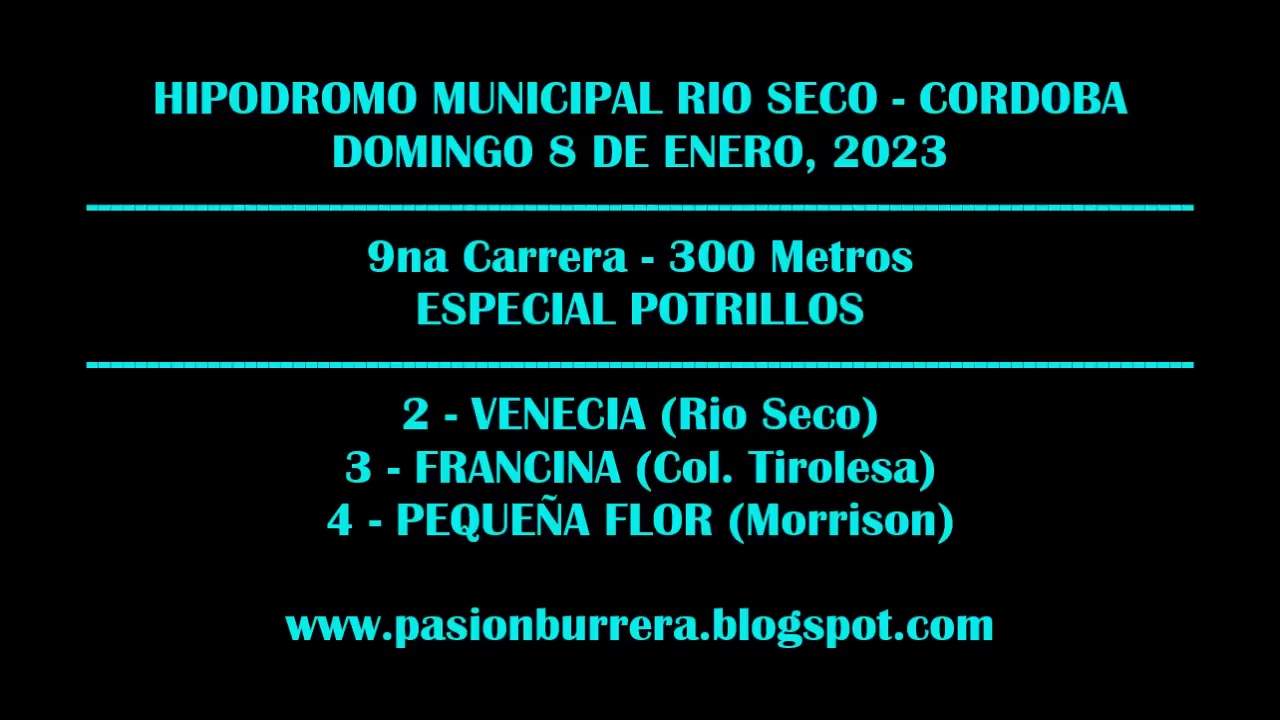 HIPODROMO MUNICIPAL RIO SECO - CORDOBA
DOMINGO 8 DE ENERO, 2023
9na Carrera - 300 Metros
ESPECIAL POTRILLOS
2 - VENECIA (Rio Seco)
3 - FRANCINA (Col. Tirolesa)
4 - PEQUEÑA FLOR (Morrison)
www.pasionburrera.blogspot.com